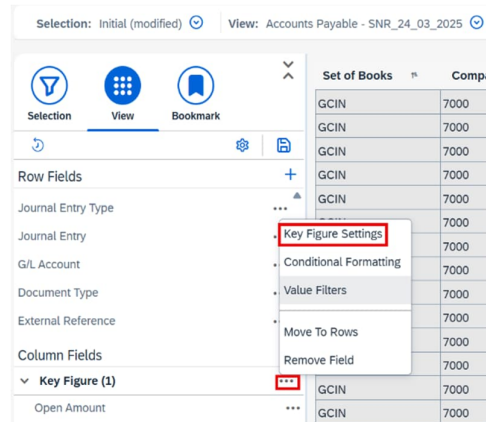 Selection: Initial (modified) View: Accounts Payable - SNR_24_03_2025
Selection View Bookmark
Row Fields
Journal Entry Type
Journal Entry
G/L Account
Document Type
External Reference
Column Fields
Key Figure (1)
Open Amount
Key Figure Settings
Conditional Formatting
Value Filters
Move To Rows
Remove Field
Set of Books Compa
GCIN 7000
GCIN 7000
GCIN 7000
GCIN 7000
GCIN 7000
7000
7000
7000
7000
7000
7000
7000
GCIN 7000
GCIN 7000